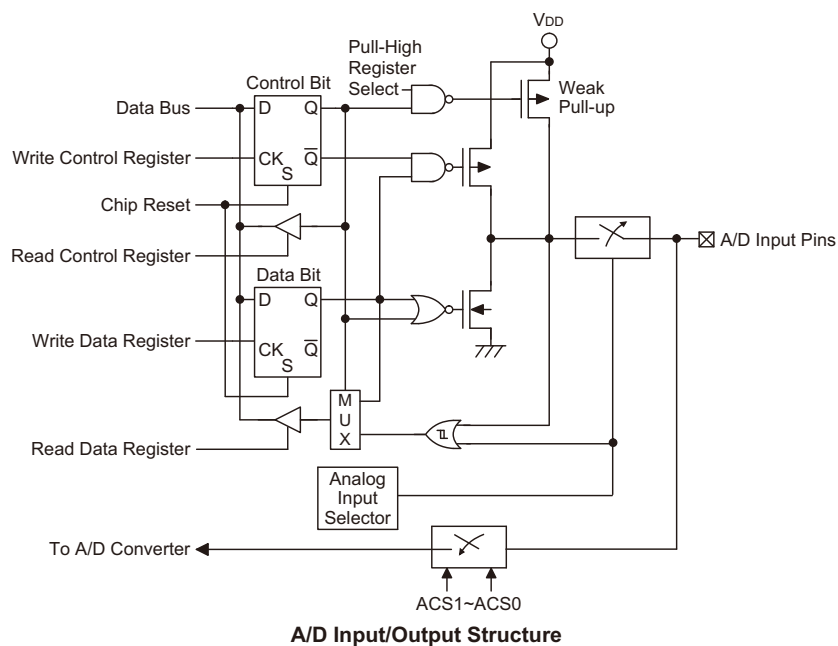 VDD
Pull-High
Register
Select
Weak
Pull-up
Control Bit
Data Bus
D
Q
Write Control Register
CK
Q
S
Chip Reset
Read Control Register
A/D Input Pins
Data Bit
D
Q
Write Data Register
CK
Q
S
M
U
X
Read Data Register
Analog
Input
Selector
To A/D Converter
ACS1~ACS0
A/D Input/Output Structure